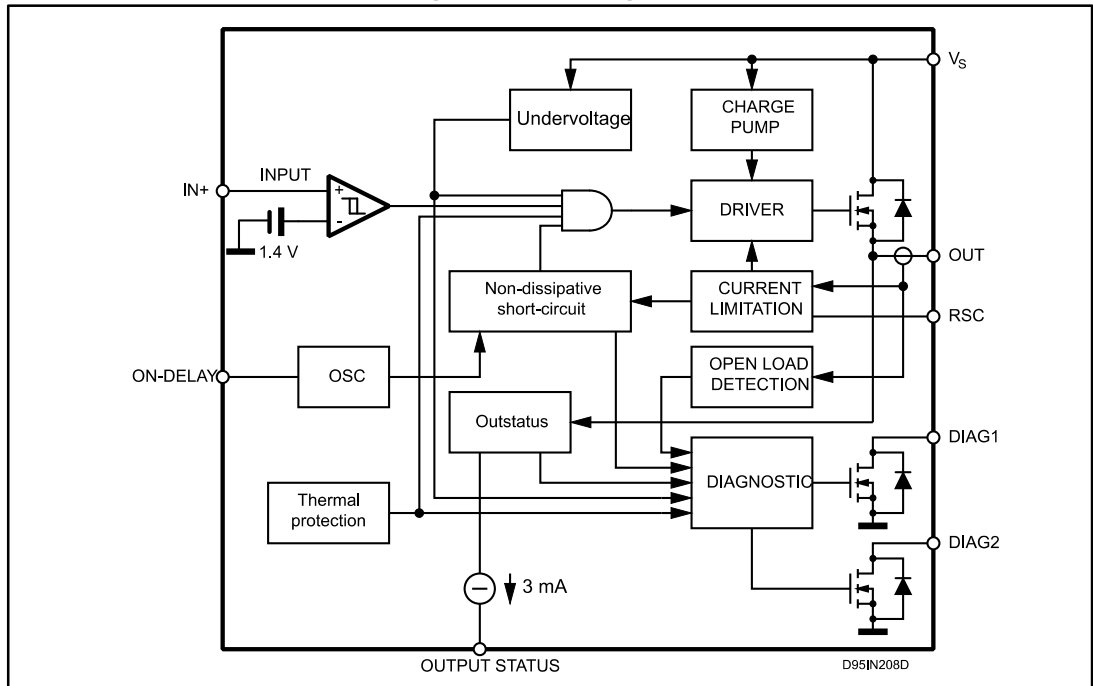 V_S
Undervoltage
CHARGE
PUMP
INPUT
IN+
+
-
1.4 V
DRIVER
OUT
Non-dissipative
short-circuit
CURRENT
LIMITATION
RSC
ON-DELAY
OSC
OPEN LOAD
DETECTION
Outstatus
DIAG1
DIAGNOSTIC
Thermal
protection
DIAG2
3 mA
OUTPUT STATUS
D95IN208D